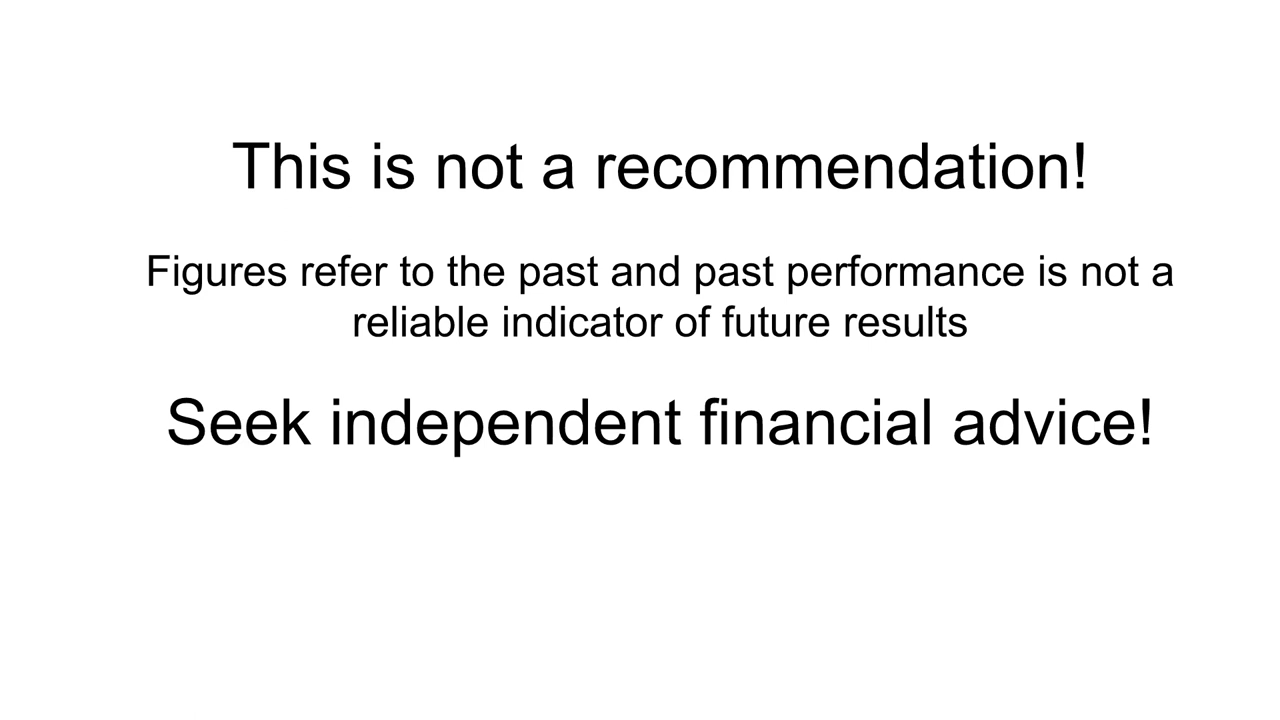 This is not a recommendation!
Figures refer to the past and past performance is not a
reliable indicator of future results
Seek independent financial advice!